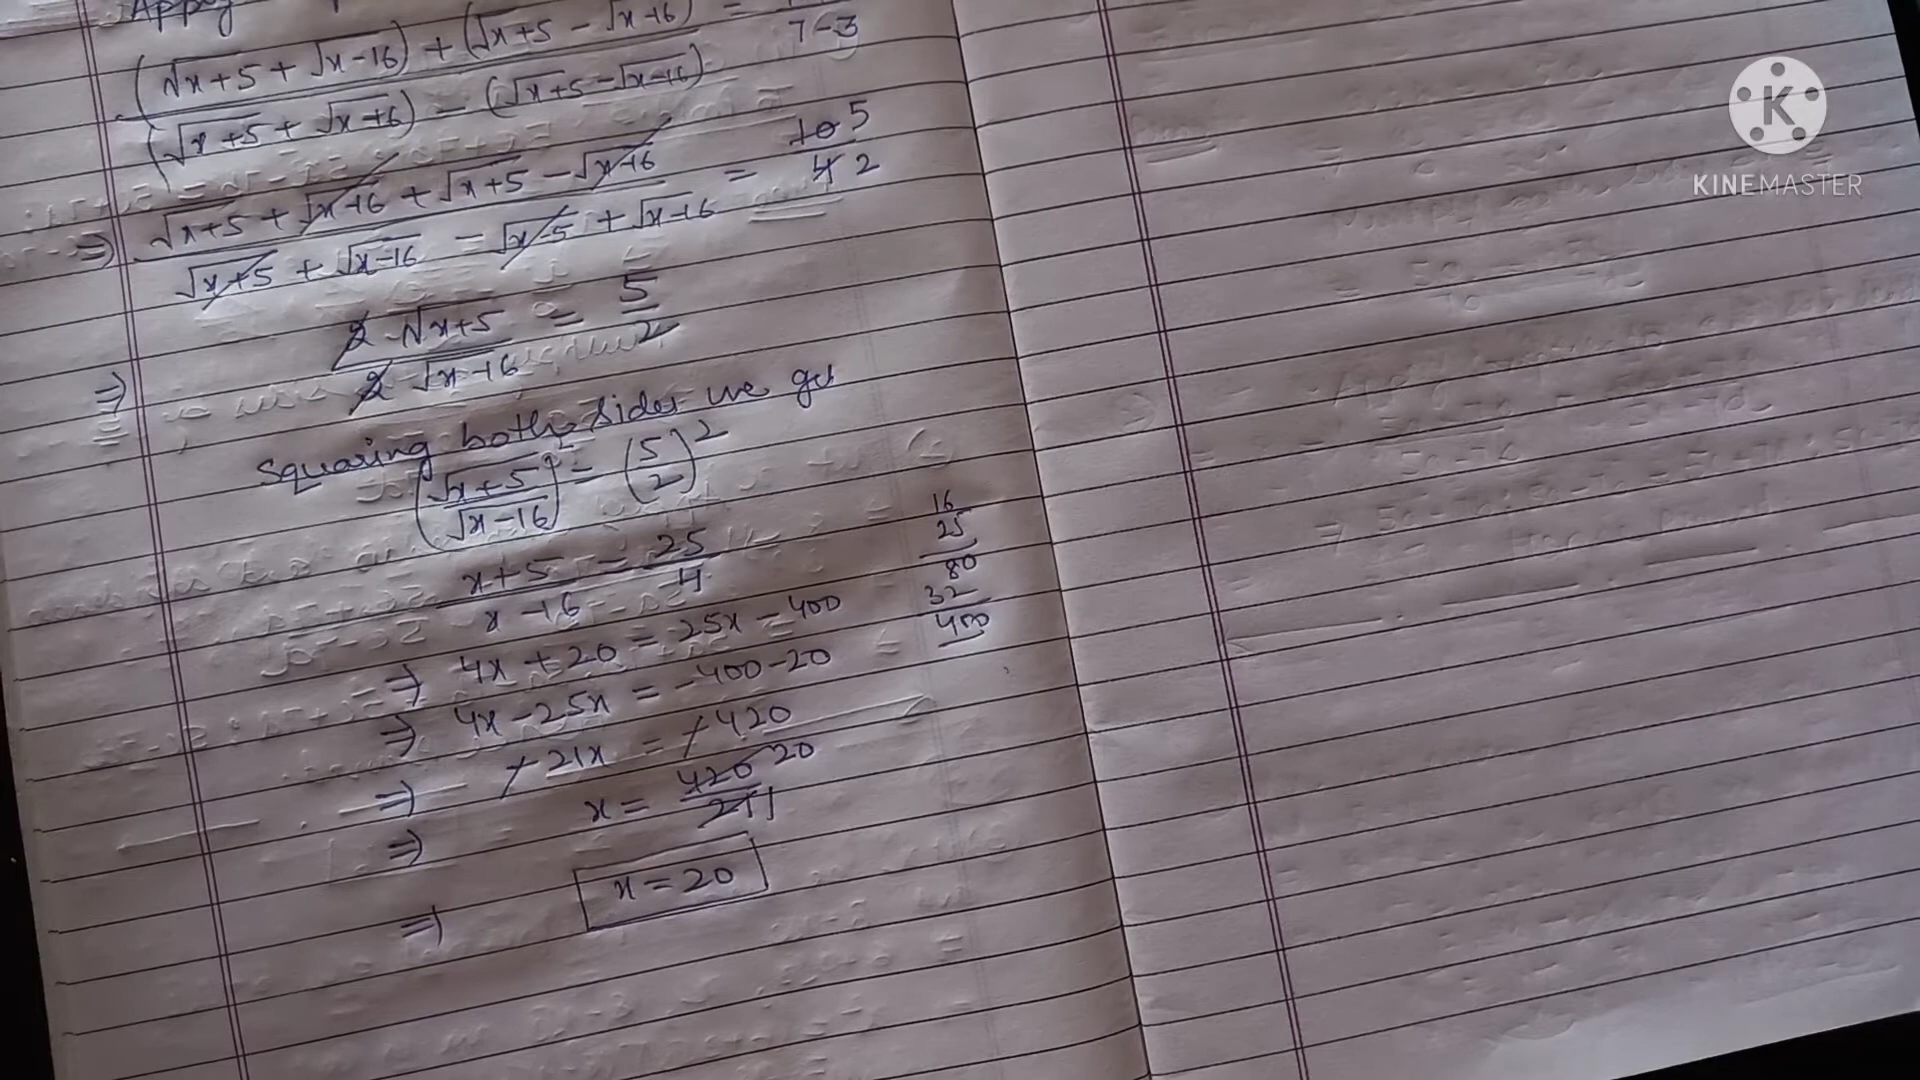 Apply
(√x+5 + √x-16) + (√x+5 - √x-16) =
(√x+5 + √x+16) - (√x+5 - √x-16) 7-3
⇒ √x+5 + √x-16 + √x+5 - √x-16 = 10 5
√x+5 + √x-16 - √x-5 + √x-16 4 2
⇒ 2 √x+5 = 5
2 √x-16 2
Squaring both sides we get
(√x+5 / √x-16)² = (5/2)²
x+5 = 25
x-16 4
⇒ 4x + 20 = 25x - 400
⇒ 4x - 25x = -400-20
⇒ -21x = -420
⇒ x = 420 20
21 1
⇒ x = 20
16
25
80
32
400
K
KINEMASTER